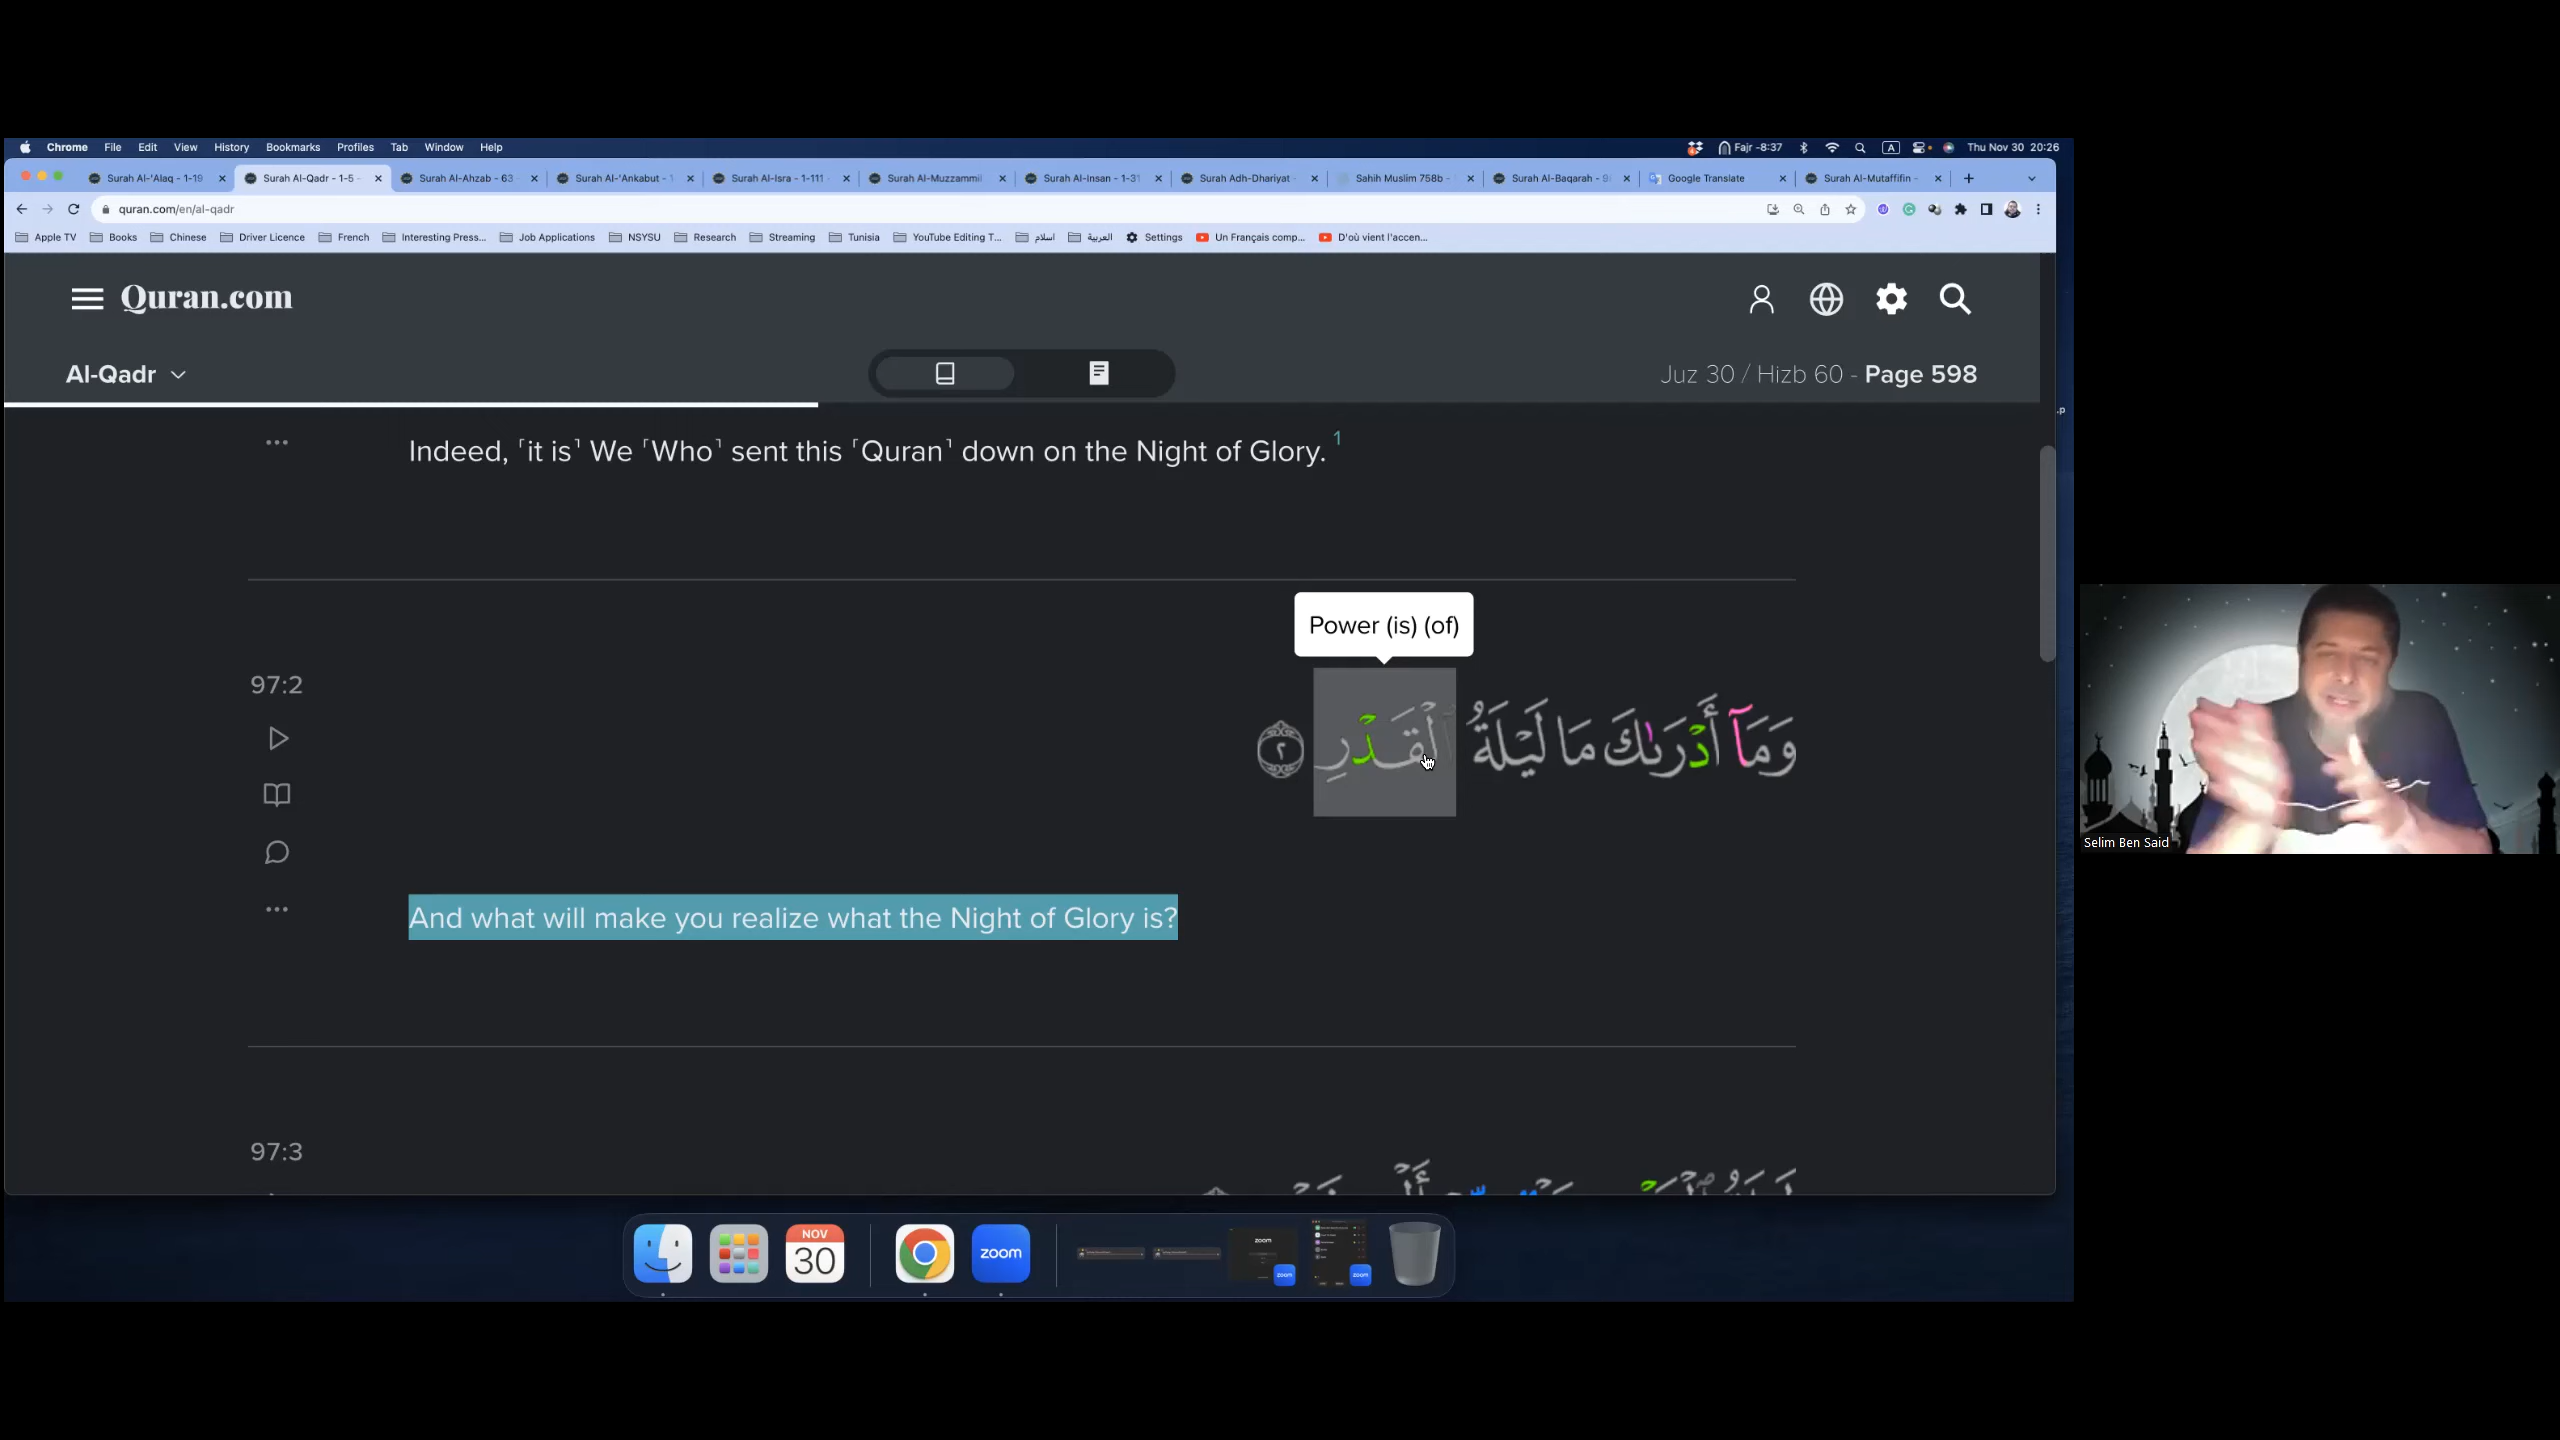 Chrome File Edit View History Bookmarks Profiles Tab Window Help
Fajr -8:37 A Thu Nov 30 20:26
Surah Al-'Alaq - 1-19
Surah Al-Qadr - 1-5
Surah Al-Ahzab - 63
Surah Al-'Ankabut - 1
Surah Al-Isra - 1-111
Surah Al-Muzzammil
Surah Al-Insan - 1-31
Surah Adh-Dhariyat
Sahih Muslim 758b -
Surah Al-Baqarah -
Google Translate
Surah Al-Mutaffifin -
quran.com/en/al-qadr
Apple TV Books Chinese Driver Licence French Interesting Press... Job Applications NSYSU Research Streaming Tunisia YouTube Editing T... اسلام العربية Settings Un Français comp... D'où vient l'accen...
Quran.com
Al-Qadr
Juz 30 / Hizb 60 - Page 598
Indeed, ˹it is˺ We ˹Who˺ sent this ˹Quran˺ down on the Night of Glory. 1
Power (is) (of)
97:2
وَمَآ أَدْرَىٰكَ مَا لَيْلَةُ ٱلْقَدْرِ ٢
And what will make you realize what the Night of Glory is?
97:3
Selim Ben Said
NOV
30
zoom
zoom
zoom
zoom